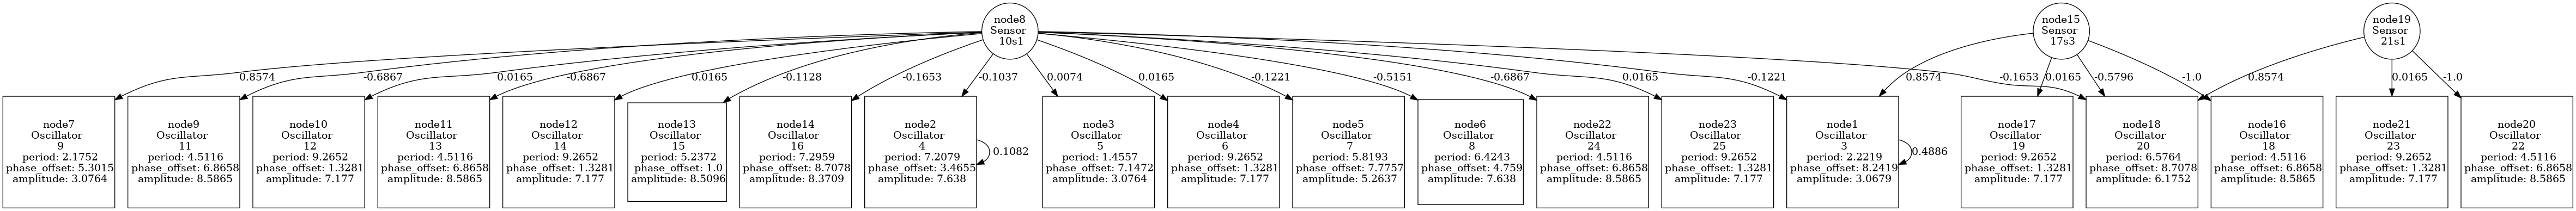 node8
Sensor
10s1
node15
Sensor
17s3
node19
Sensor
21s1
0.8574
-0.6867
0.0165
-0.6867
0.0165
-0.1128
-0.1653
-0.1037
0.0074
0.0165
-0.1221
-0.5151
-0.6867
0.0165
-0.1221
0.8574
-0.1653
0.0165
-0.5796
-1.0
0.8574
0.0165
-1.0
node7
Oscillator
9
period: 2.1752
phase_offset: 5.3015
amplitude: 3.0764
node9
Oscillator
11
period: 4.5116
phase_offset: 6.8658
amplitude: 8.5865
node10
Oscillator
12
period: 9.2652
phase_offset: 1.3281
amplitude: 7.177
node11
Oscillator
13
period: 4.5116
phase_offset: 6.8658
amplitude: 8.5865
node12
Oscillator
14
period: 9.2652
phase_offset: 1.3281
amplitude: 7.177
node13
Oscillator
15
period: 5.2372
phase_offset: 1.0
amplitude: 8.5096
node14
Oscillator
16
period: 7.2959
phase_offset: 8.7078
amplitude: 8.3709
node2
Oscillator
4
period: 7.2079
phase_offset: 3.4655
amplitude: 7.638
-0.1082
node3
Oscillator
5
period: 1.4557
phase_offset: 7.1472
amplitude: 3.0764
node4
Oscillator
6
period: 9.2652
phase_offset: 1.3281
amplitude: 7.177
node5
Oscillator
7
period: 5.8193
phase_offset: 7.7757
amplitude: 5.2637
node6
Oscillator
8
period: 6.4243
phase_offset: 4.759
amplitude: 7.638
node22
Oscillator
24
period: 4.5116
phase_offset: 6.8658
amplitude: 8.5865
node23
Oscillator
25
period: 9.2652
phase_offset: 1.3281
amplitude: 7.177
node1
Oscillator
3
period: 2.2219
phase_offset: 8.2419
amplitude: 3.0679
0.4886
node17
Oscillator
19
period: 9.2652
phase_offset: 1.3281
amplitude: 7.177
node18
Oscillator
20
period: 6.5764
phase_offset: 8.7078
amplitude: 6.1752
node16
Oscillator
18
period: 4.5116
phase_offset: 6.8658
amplitude: 8.5865
node21
Oscillator
23
period: 9.2652
phase_offset: 1.3281
amplitude: 7.177
node20
Oscillator
22
period: 4.5116
phase_offset: 6.8658
amplitude: 8.5865